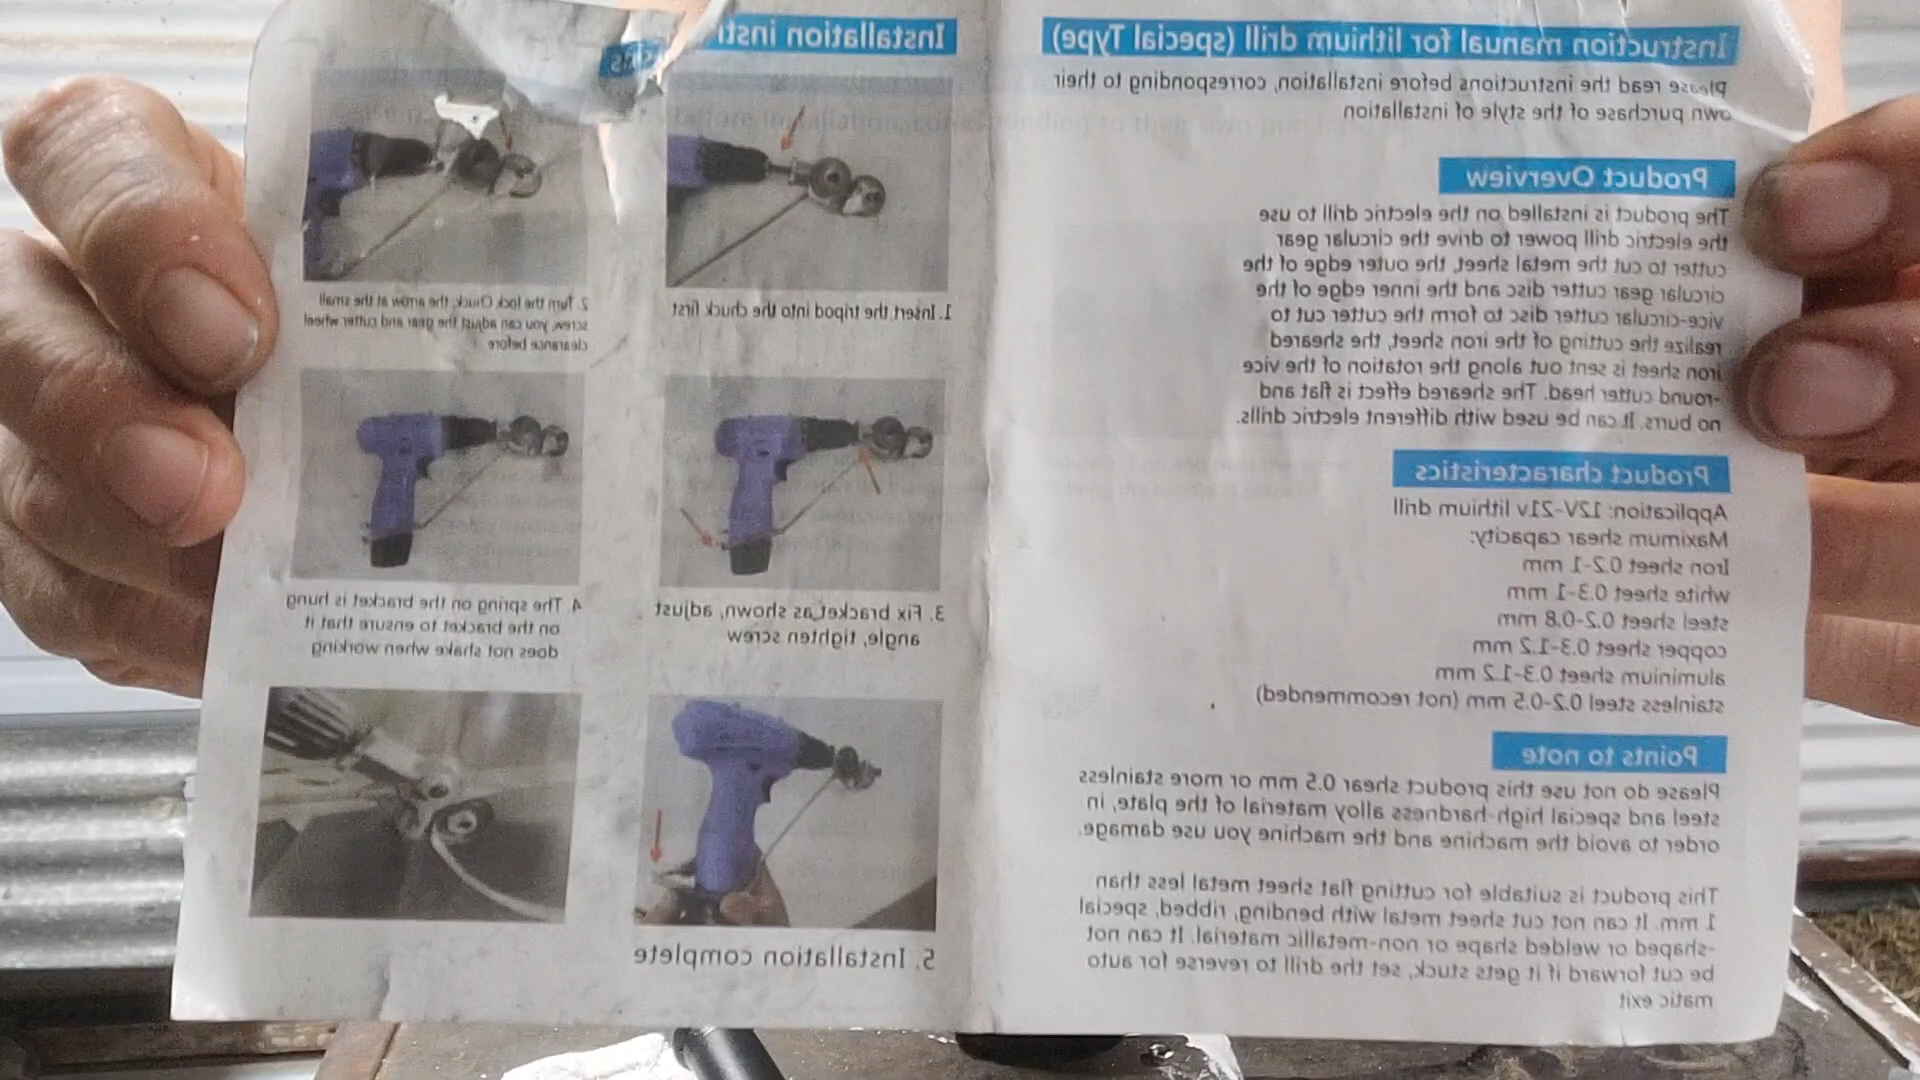 Instruction manual for lithium drill (special Type)
Please read the instructions before installation, corresponding to their
own purchase of the style of installation
Product Overview
The product is installed on the electric drill to use
the electric drill power to drive the circular gear
cutter to cut the metal sheet, the outer edge of the
circular gear cutter disc and the inner edge of the
vice-circular cutter disc to form the cutter cut to
realize the cutting of the iron sheet, the sheared
iron sheet is sent out along the rotation of the vice
-round cutter head. The sheared effect is flat and
no burrs. It can be used with different electric drills.
Product characteristics
Application: 12V-21v lithium drill
Maximum shear capacity:
Iron sheet 0.2-1 mm
white sheet 0.3-1 mm
steel sheet 0.2-0.8 mm
copper sheet 0.3-1.2 mm
aluminium sheet 0.3-1.2 mm
stainless steel 0.2-0.5 mm (not recommended)
Points to note
Please do not use this product shear 0.5 mm or more stainless
steel and special high-hardness alloy material of the plate, in
order to avoid the machine and the machine you use damage.
This product is suitable for cutting flat sheet metal less than
1 mm. It can not cut sheet metal with bending, ribbed, special
-shaped or welded shape or non-metallic material. It can not
be cut forward if it gets stuck, set the drill to reverse for auto
matic exit
Installation
1. Insert the tripod into the chuck first
2. Turn the lock Chuck, the arrow at the small
screw, you can adjust the gear and cutter wheel
clearance before
3. Fix bracket as shown, adjust,
angle, tighten screw
4. The spring on the bracket is hung
on the bracket to ensure that it
does not shake when working
5. Installation complete